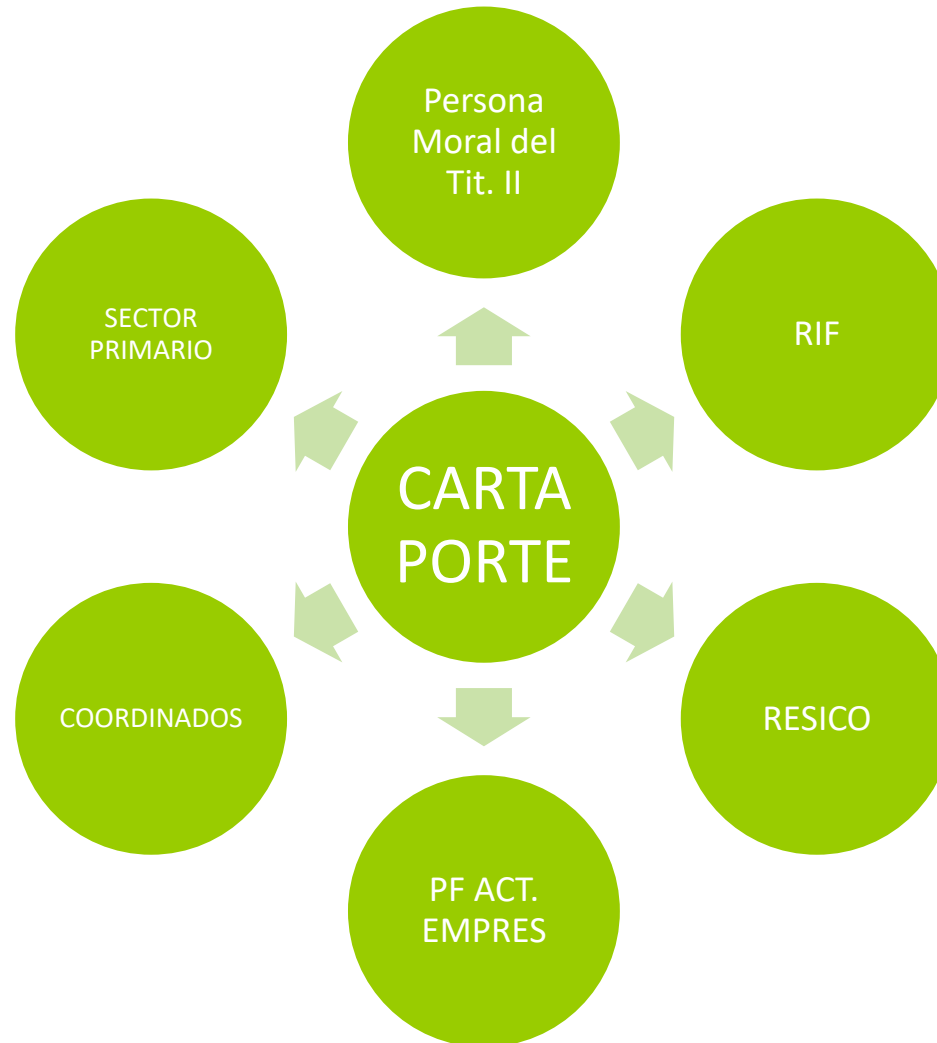 Persona
Moral del
Tit. II
SECTOR
PRIMARIO
RIF
CARTA
PORTE
COORDINADOS
RESICO
PF ACT.
EMPRES